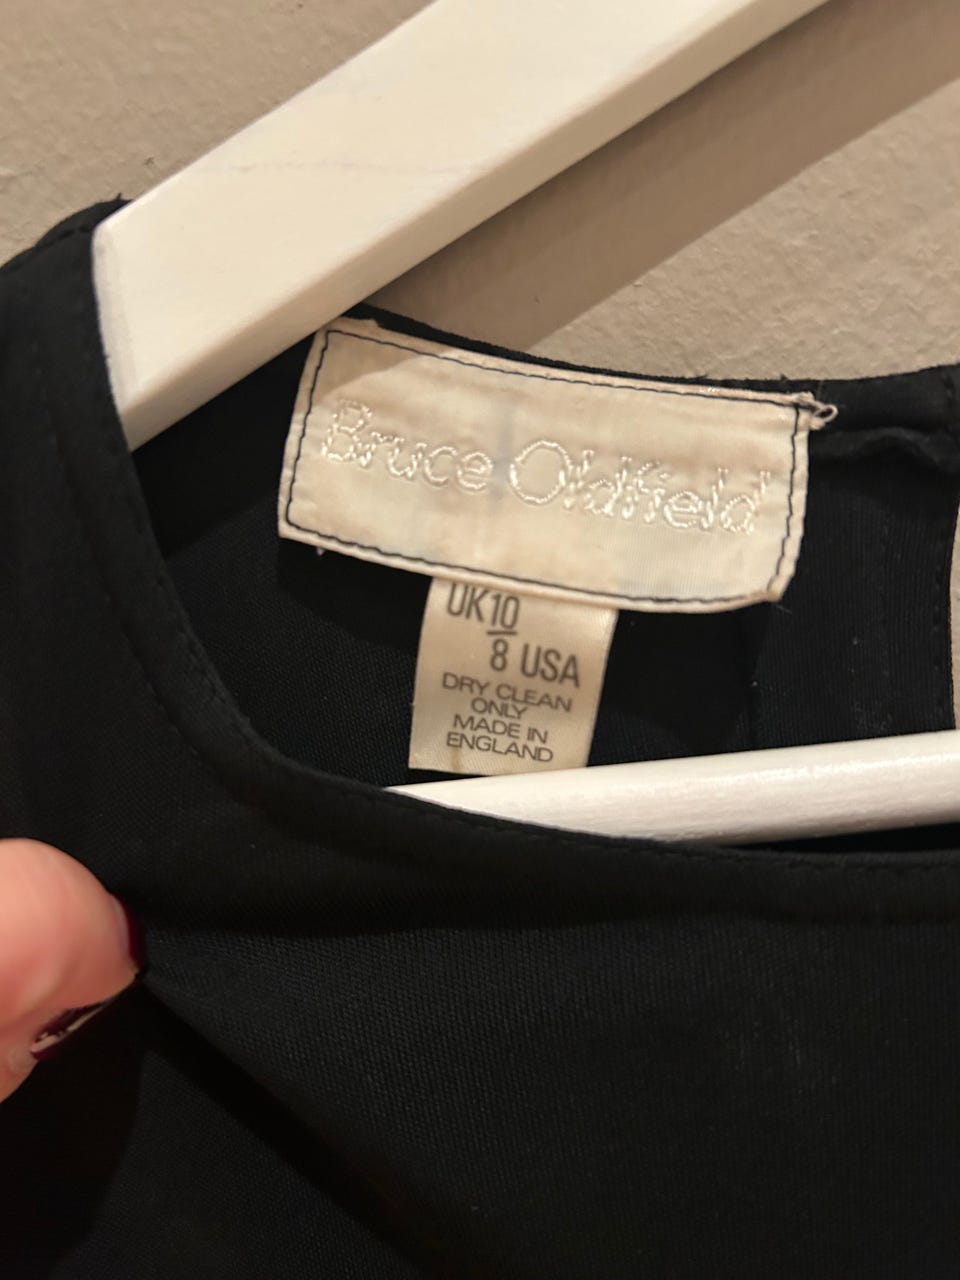 Bruce Oldfield
UK10
8 USA
DRY CLEAN
ONLY
MADE IN
ENGLAND